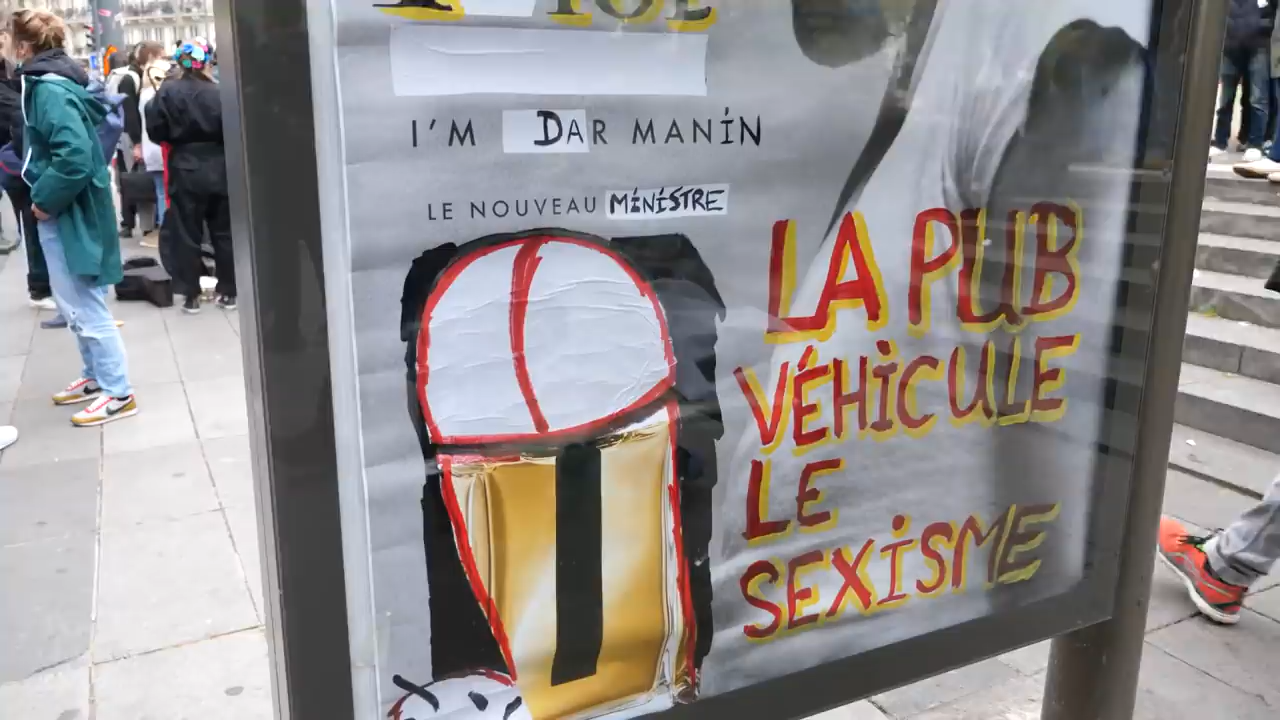 I'M DAR MANIN
LE NOUVEAU MINISTRE
LA PUB
VÉHICULE
LE
SEXISME